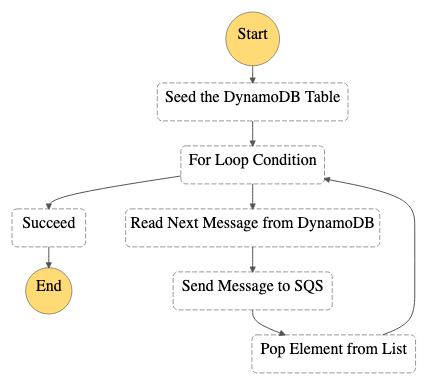 Start
Seed the DynamoDB Table
For Loop Condition
Succeed
Read Next Message from DynamoDB
End
Send Message to SQS
Pop Element from List